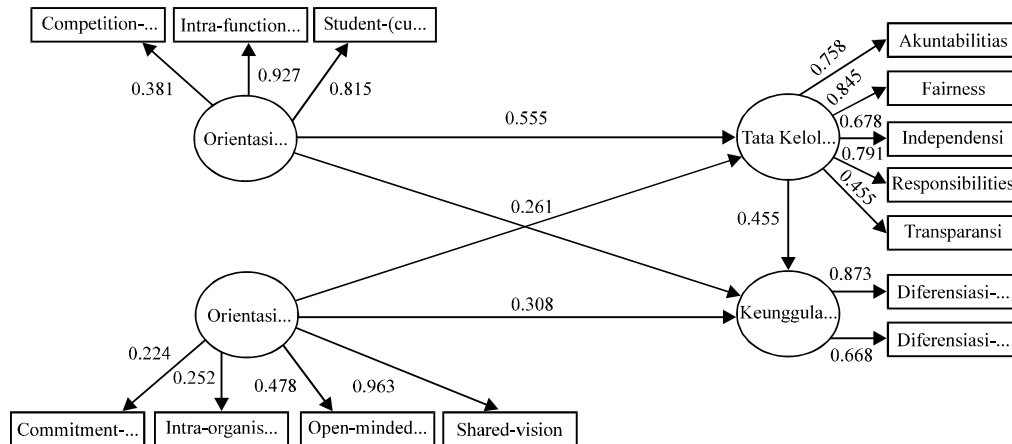 Competition-...
Intra-function...
Student-(cu...
0.381
0.927
0.815
Orientasi...
0.555
Tata Kelol...
0.758
0.845
0.678
0.791
0.455
Akuntabilitias
Fairness
Independensi
Responsibilities
Transparansi
0.261
0.455
Orientasi...
0.308
Keunggula...
0.873
0.668
Diferensiasi-...
Diferensiasi-...
0.224
0.252
0.478
0.963
Commitment-...
Intra-organis...
Open-minded...
Shared-vision